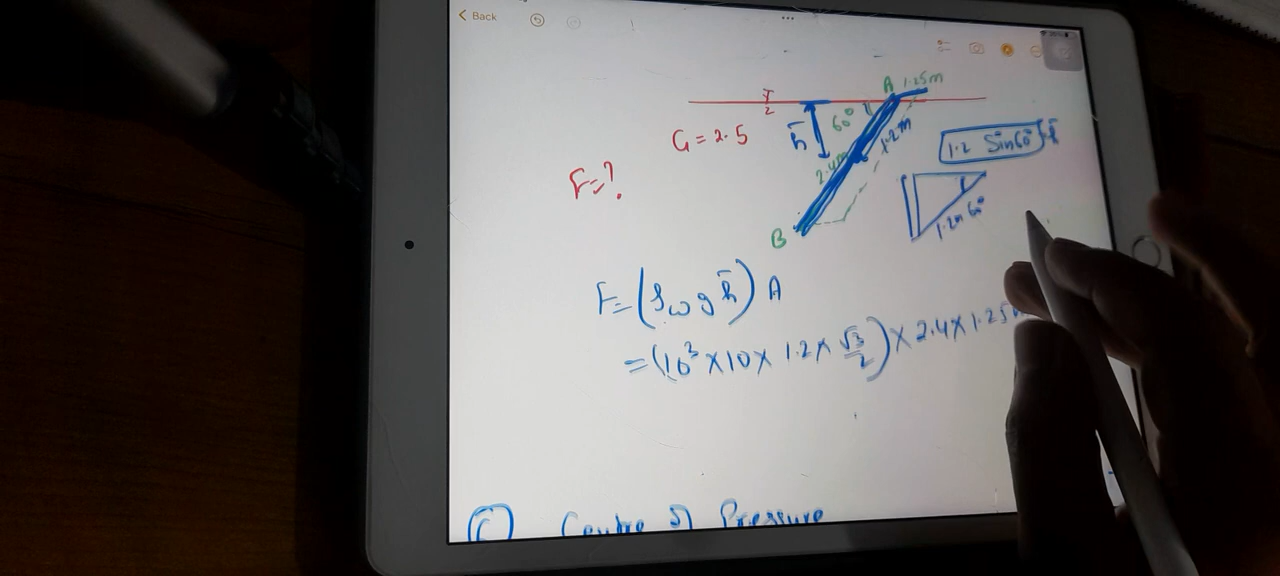 Back
A 1.25m
G = 2.5
60°
h̄
1.2m
2.4m
1.2 Sin60° h̄
F = ?
1.2m 60°
B
F = (ρω g h̄) A
= (10³ × 10 × 1.2 × √3/2) × 2.4 × 1.25
C Centre of Pressure